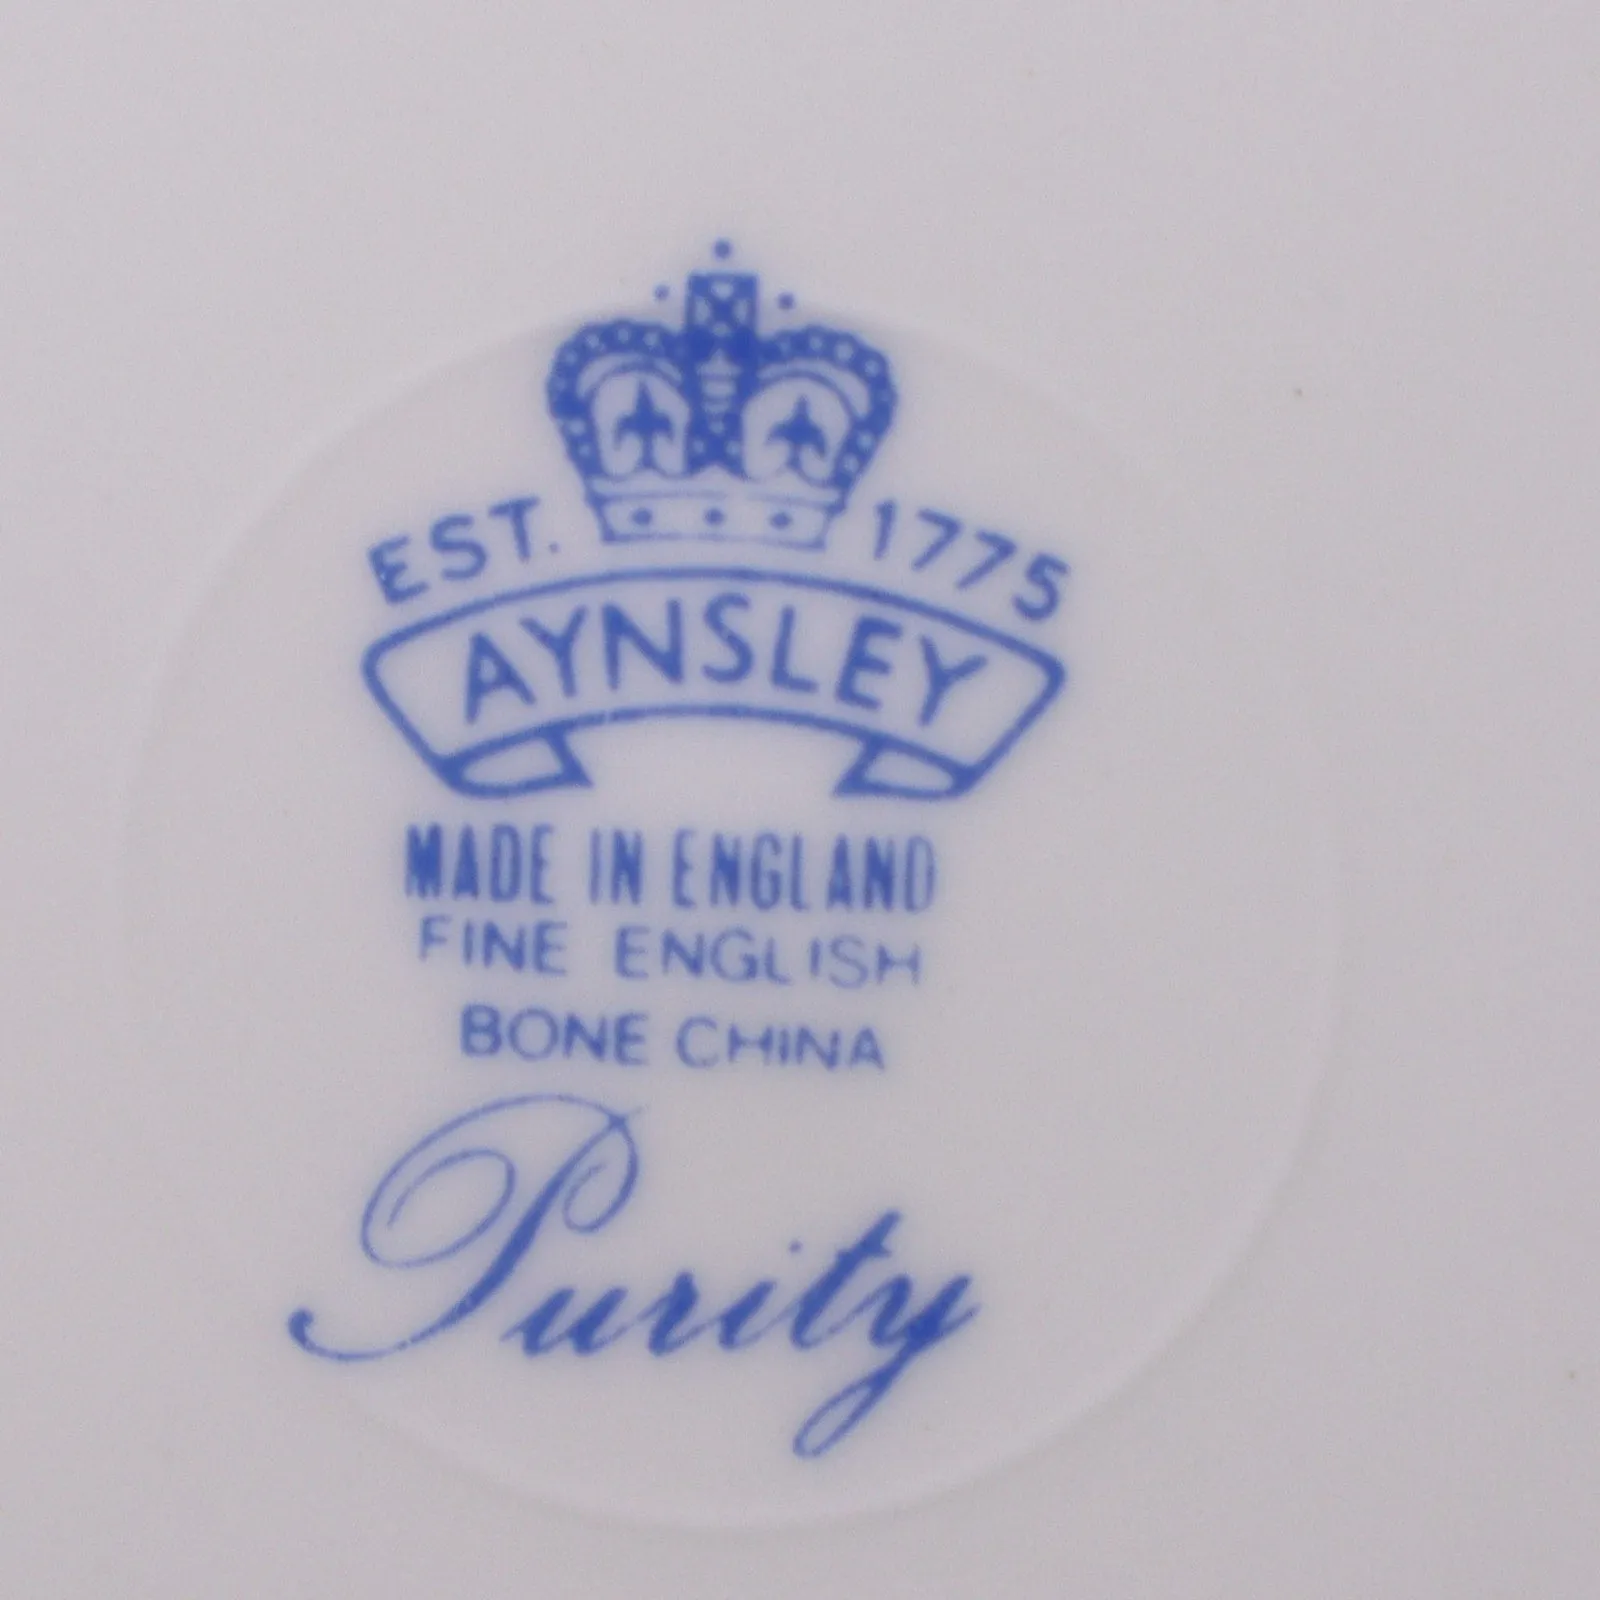 EST. 1775
AYNSLEY
MADE IN ENGLAND
FINE ENGLISH
BONE CHINA
Purity